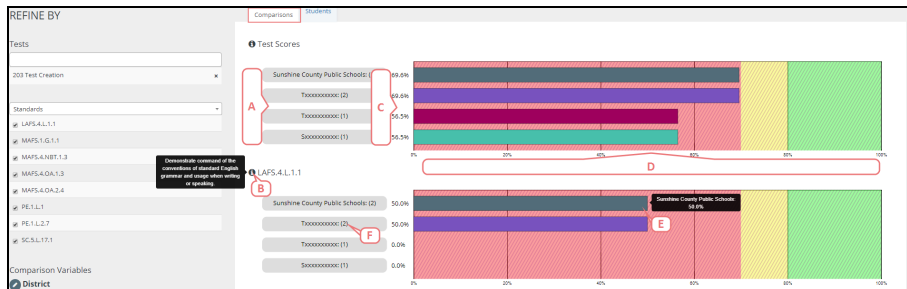 REFINE BY
Comparisons
Students
Tests
Test Scores
203 Test Creation
×
Sunshine County Public Schools: (
69.6%
Txxxxxxxxxx: (2)
69.6%
A
C
Txxxxxxxxxx: (1)
56.5%
Sxxxxxxxxxx: (1)
56.5%
0%
20%
40%
60%
80%
100%
D
Standards
LAFS.4.L.1.1
MAFS.1.G.1.1
MAFS.4.NBT.1.3
MAFS.4.OA.1.3
MAFS.4.OA.2.4
PE.1.L.1
PE.1.L.2.7
SC.5.L.17.1
Demonstrate command of the
conventions of standard English
grammar and usage when writing
or speaking.
LAFS.4.L.1.1
B
Sunshine County Public Schools: (2)
50.0%
Sunshine County Public Schools:
50.0%
Txxxxxxxxxx: (2)
50.0%
F
E
Txxxxxxxxxx: (1)
0.0%
Sxxxxxxxxxx: (1)
0.0%
0%
20%
40%
60%
80%
100%
Comparison Variables
District